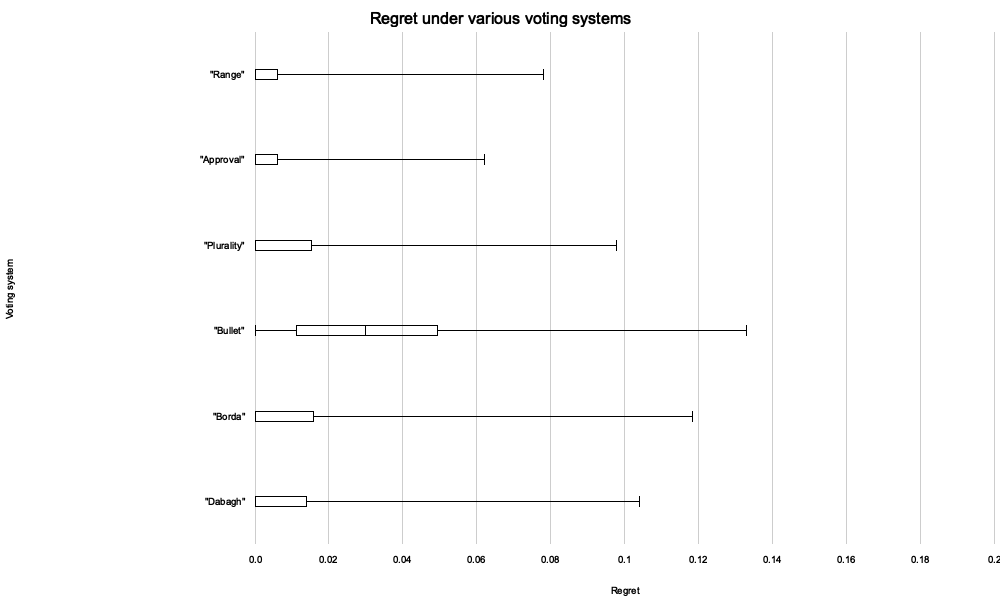 Regret under various voting systems
"Range"
"Approval"
"Plurality"
Voting system
"Bullet"
"Borda"
"Dabagh"
0.0 0.02 0.04 0.06 0.08 0.1 0.12 0.14 0.16 0.18 0.2
Regret